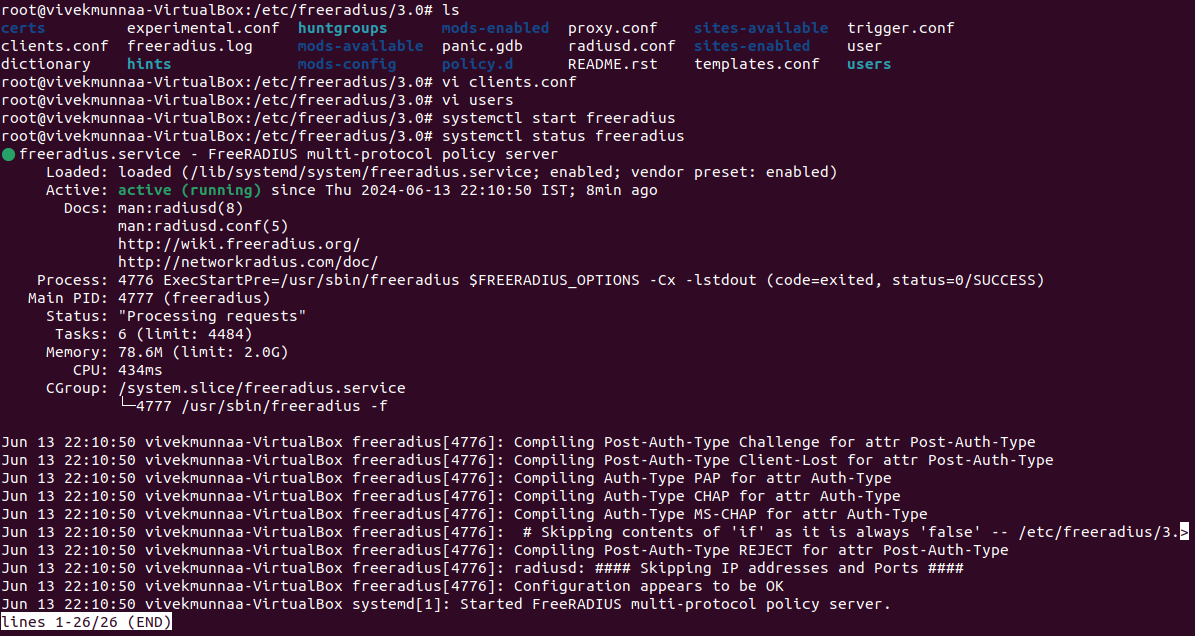 root@vivekmunnaa-VirtualBox:/etc/freeradius/3.0# ls
certs experimental.conf huntgroups mods-enabled proxy.conf sites-available trigger.conf
clients.conf freeradius.log mods-available panic.gdb radiusd.conf sites-enabled user
dictionary hints mods-config policy.d README.rst templates.conf users
root@vivekmunnaa-VirtualBox:/etc/freeradius/3.0# vi clients.conf
root@vivekmunnaa-VirtualBox:/etc/freeradius/3.0# vi users
root@vivekmunnaa-VirtualBox:/etc/freeradius/3.0# systemctl start freeradius
root@vivekmunnaa-VirtualBox:/etc/freeradius/3.0# systemctl status freeradius
● freeradius.service - FreeRADIUS multi-protocol policy server
Loaded: loaded (/lib/systemd/system/freeradius.service; enabled; vendor preset: enabled)
Active: active (running) since Thu 2024-06-13 22:10:50 IST; 8min ago
Docs: man:radiusd(8)
man:radiusd.conf(5)
http://wiki.freeradius.org/
http://networkradius.com/doc/
Process: 4776 ExecStartPre=/usr/sbin/freeradius $FREERADIUS_OPTIONS -Cx -lstdout (code=exited, status=0/SUCCESS)
Main PID: 4777 (freeradius)
Status: "Processing requests"
Tasks: 6 (limit: 4484)
Memory: 78.6M (limit: 2.0G)
CPU: 434ms
CGroup: /system.slice/freeradius.service
└─4777 /usr/sbin/freeradius -f
Jun 13 22:10:50 vivekmunnaa-VirtualBox freeradius[4776]: Compiling Post-Auth-Type Challenge for attr Post-Auth-Type
Jun 13 22:10:50 vivekmunnaa-VirtualBox freeradius[4776]: Compiling Post-Auth-Type Client-Lost for attr Post-Auth-Type
Jun 13 22:10:50 vivekmunnaa-VirtualBox freeradius[4776]: Compiling Auth-Type PAP for attr Auth-Type
Jun 13 22:10:50 vivekmunnaa-VirtualBox freeradius[4776]: Compiling Auth-Type CHAP for attr Auth-Type
Jun 13 22:10:50 vivekmunnaa-VirtualBox freeradius[4776]: Compiling Auth-Type MS-CHAP for attr Auth-Type
Jun 13 22:10:50 vivekmunnaa-VirtualBox freeradius[4776]:  # Skipping contents of 'if' as it is always 'false' -- /etc/freeradius/3.>
Jun 13 22:10:50 vivekmunnaa-VirtualBox freeradius[4776]: Compiling Post-Auth-Type REJECT for attr Post-Auth-Type
Jun 13 22:10:50 vivekmunnaa-VirtualBox freeradius[4776]: radiusd: #### Skipping IP addresses and Ports ####
Jun 13 22:10:50 vivekmunnaa-VirtualBox freeradius[4776]: Configuration appears to be OK
Jun 13 22:10:50 vivekmunnaa-VirtualBox systemd[1]: Started FreeRADIUS multi-protocol policy server.
lines 1-26/26 (END)